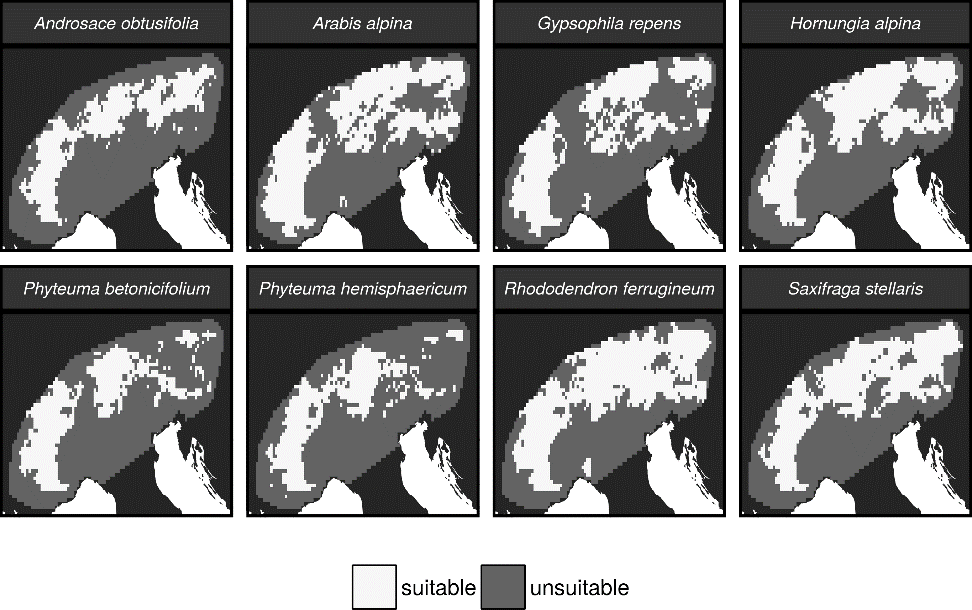 Androsace obtusifolia
Arabis alpina
Gypsophila repens
Hornungia alpina
Phyteuma betonicifolium
Phyteuma hemisphaericum
Rhododendron ferrugineum
Saxifraga stellaris
suitable
unsuitable